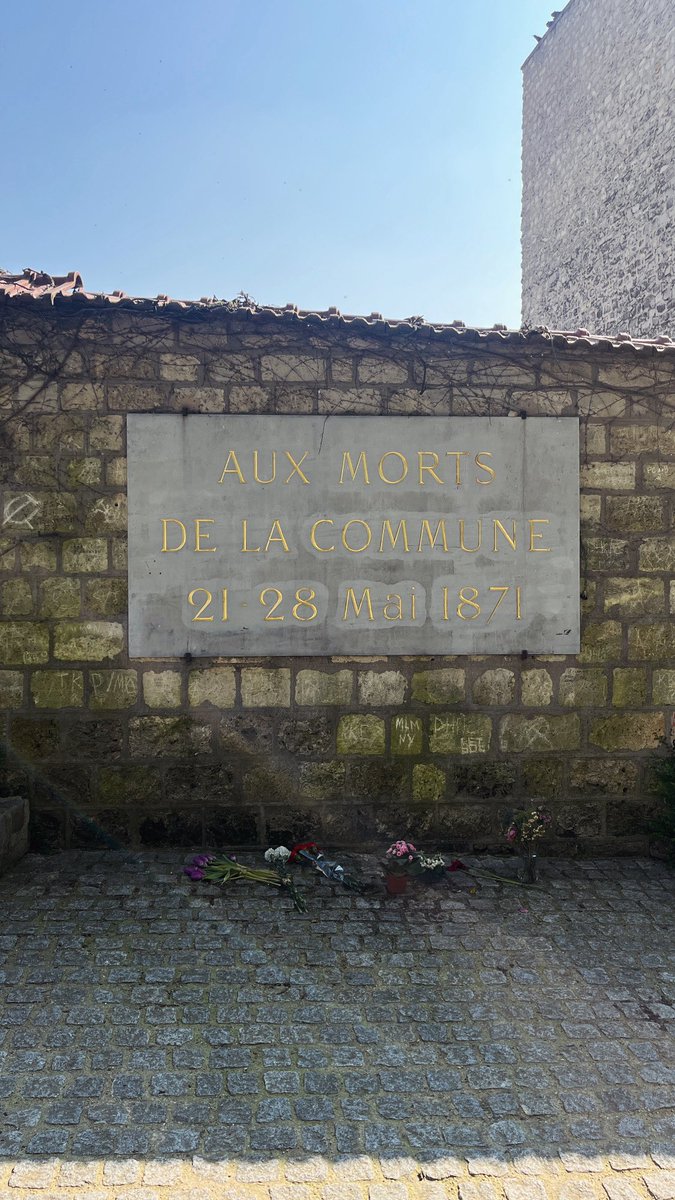 AUX MORTS
DE LA COMMUNE
21-28 Mai 1871